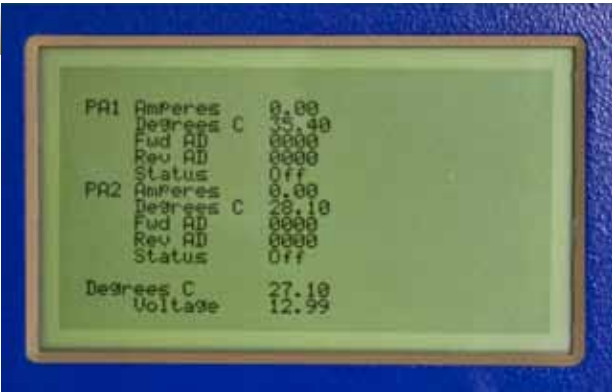 PA1 Amperes 0.00
Degrees C 35.40
Fwd AD 0000
Rev AD 0000
Status Off
PA2 Amperes 0.00
Degrees C 28.10
Fwd AD 0000
Rev AD 0000
Status Off
Degrees C 27.10
Voltage 12.99